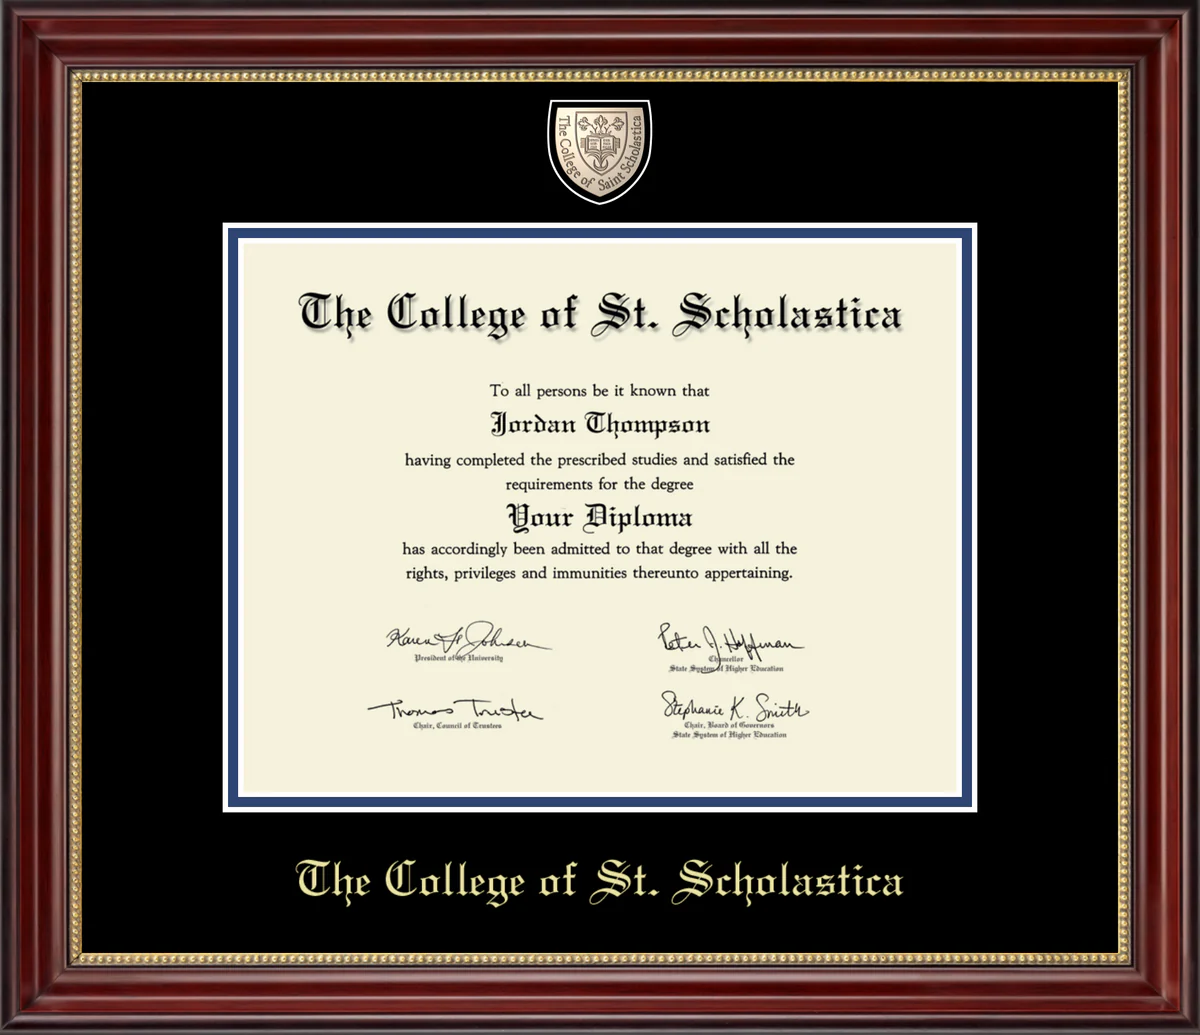 The College of Saint Scholastica
The College of St. Scholastica
To all persons be it known that
Jordan Thompson
having completed the prescribed studies and satisfied the
requirements for the degree
Your Diploma
has accordingly been admitted to that degree with all the
rights, privileges and immunities thereunto appertaining.
Karen F. Johnsen
President of the University
Peter J. Hoffman
Chancellor
State System of Higher Education
Thomas Truster
Chair, Council of Trustees
Stephanie K. Smith
Chair, Board of Governors
State System of Higher Education
The College of St. Scholastica